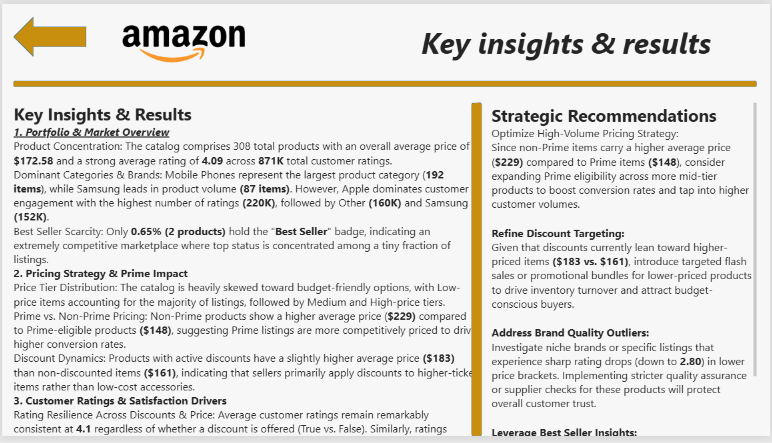 amazon
Key insights & results
Key Insights & Results
1. Portfolio & Market Overview
Product Concentration: The catalog comprises 308 total products with an overall average price of
$172.58 and a strong average rating of 4.09 across 871K total customer ratings.
Dominant Categories & Brands: Mobile Phones represent the largest product category (192
items), while Samsung leads in product volume (87 items). However, Apple dominates customer
engagement with the highest number of ratings (220K), followed by Other (160K) and Samsung
(152K).
Best Seller Scarcity: Only 0.65% (2 products) hold the "Best Seller" badge, indicating an
extremely competitive marketplace where top status is concentrated among a tiny fraction of
listings.
2. Pricing Strategy & Prime Impact
Price Tier Distribution: The catalog is heavily skewed toward budget-friendly options, with Low-
price items accounting for the majority of listings, followed by Medium and High-price tiers.
Prime vs. Non-Prime Pricing: Non-Prime products show a higher average price ($229) compared
to Prime-eligible products ($148), suggesting Prime listings are more competitively priced to driv
higher conversion rates.
Discount Dynamics: Products with active discounts have a slightly higher average price ($183)
than non-discounted items ($161), indicating that sellers primarily apply discounts to higher-ticke
items rather than low-cost accessories.
3. Customer Ratings & Satisfaction Drivers
Rating Resilience Across Discounts & Price: Average customer ratings remain remarkably
consistent at 4.1 regardless of whether a discount is offered (True vs. False). Similarly, ratings
Strategic Recommendations
Optimize High-Volume Pricing Strategy:
Since non-Prime items carry a higher average price
($229) compared to Prime items ($148), consider
expanding Prime eligibility across more mid-tier
products to boost conversion rates and tap into higher
customer volumes.
Refine Discount Targeting:
Given that discounts currently lean toward higher-
priced items ($183 vs. $161), introduce targeted flash
sales or promotional bundles for lower-priced products
to drive inventory turnover and attract budget-
conscious buyers.
Address Brand Quality Outliers:
Investigate niche brands or specific listings that
experience sharp rating drops (down to 2.80) in lower
price brackets. Implementing stricter quality assurance
or supplier checks for these products will protect
overall customer trust.
Leverage Best Seller Insights: